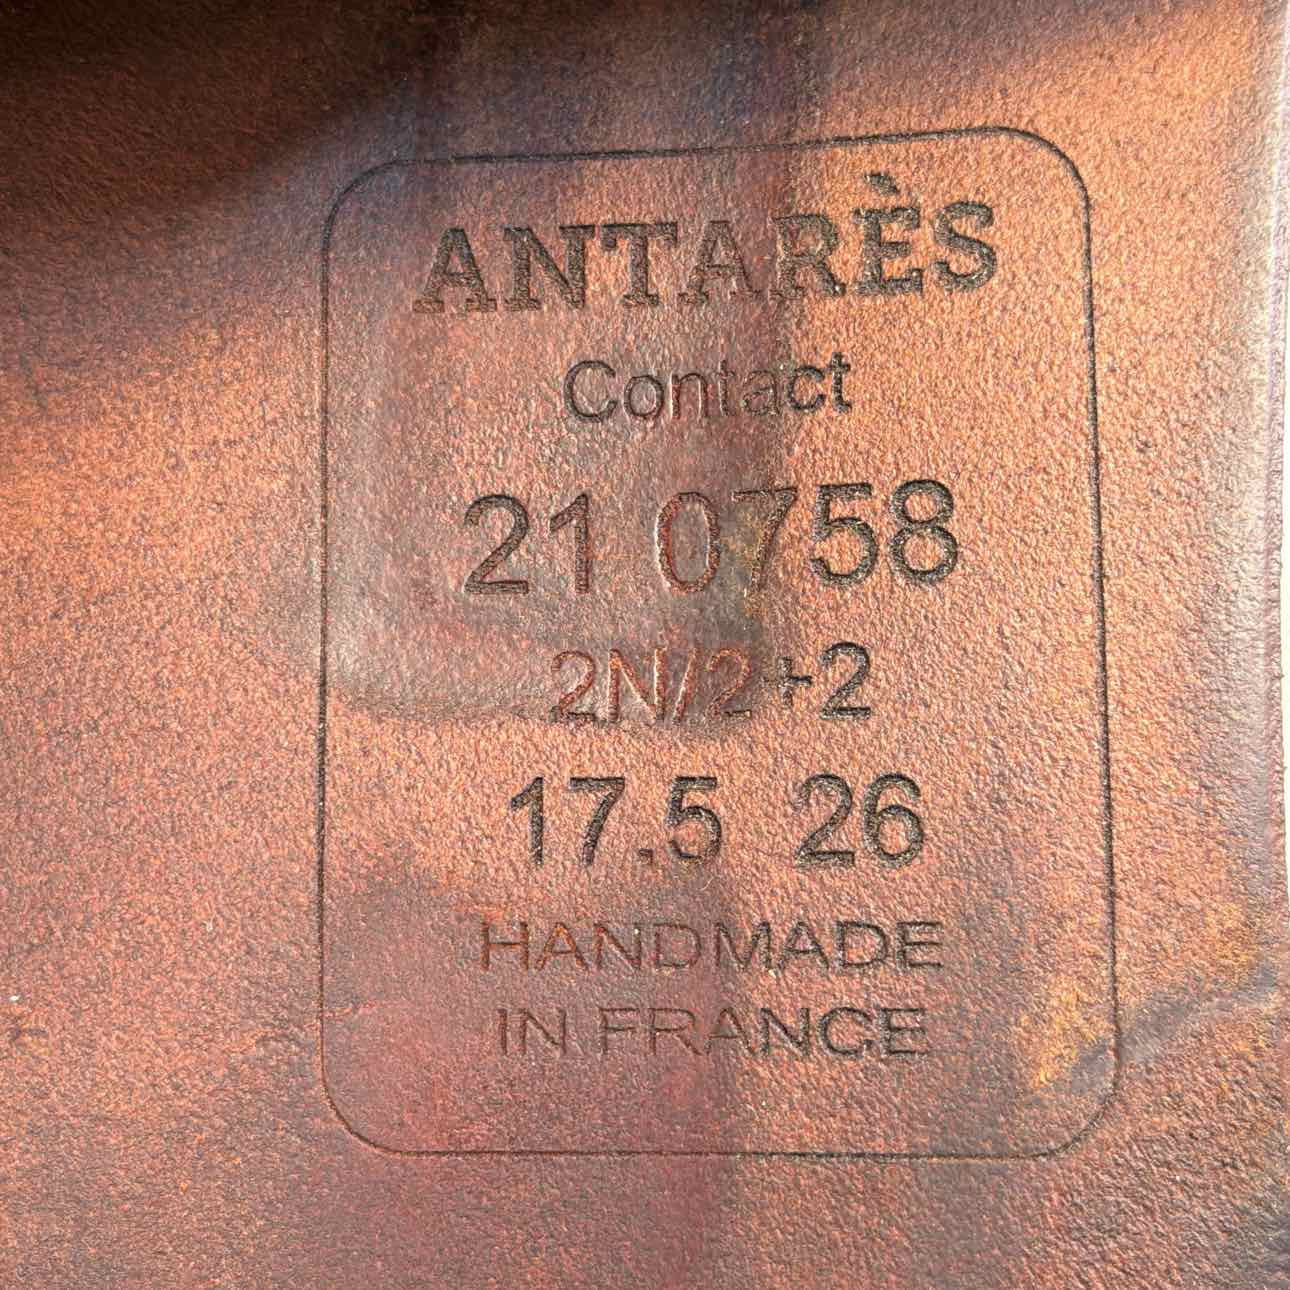 ANTARÈS
Contact
21 0758
2N/2+2
17.5 26
HANDMADE
IN FRANCE